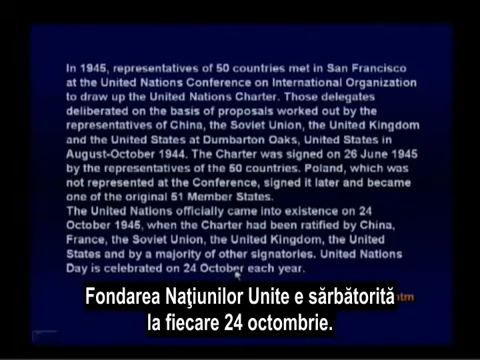 In 1945, representatives of 50 countries met in San Francisco
at the United Nations Conference on International Organization
to draw up the United Nations Charter. Those delegates
deliberated on the basis of proposals worked out by the
representatives of China, the Soviet Union, the United Kingdom
and the United States at Dumbarton Oaks, United States in
August-October 1944. The Charter was signed on 26 June 1945
by the representatives of the 50 countries. Poland, which was
not represented at the Conference, signed it later and became
one of the original 51 Member States.
The United Nations officially came into existence on 24
October 1945, when the Charter had been ratified by China,
France, the Soviet Union, the United Kingdom, the United
States and by a majority of other signatories. United Nations
Day is celebrated on 24 October each year.
Fondarea Naţiunilor Unite e sărbătorită
la fiecare 24 octombrie.